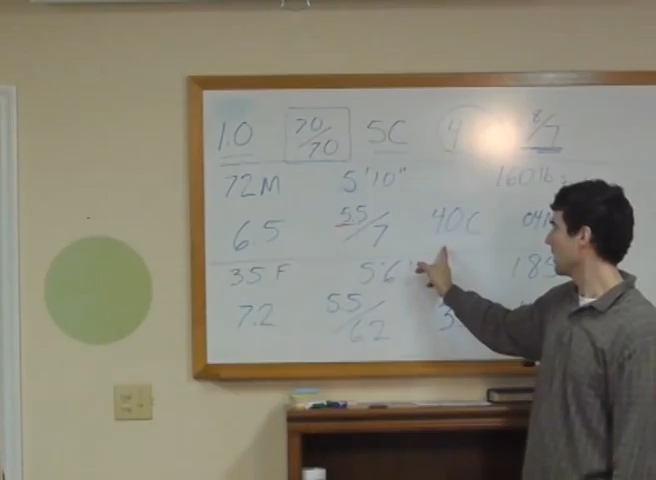 1.0 70/70 5C 4 8/7
72M 5'10" 160lb
6.5 55/7 40C
35F 5'6
7.2 55/62